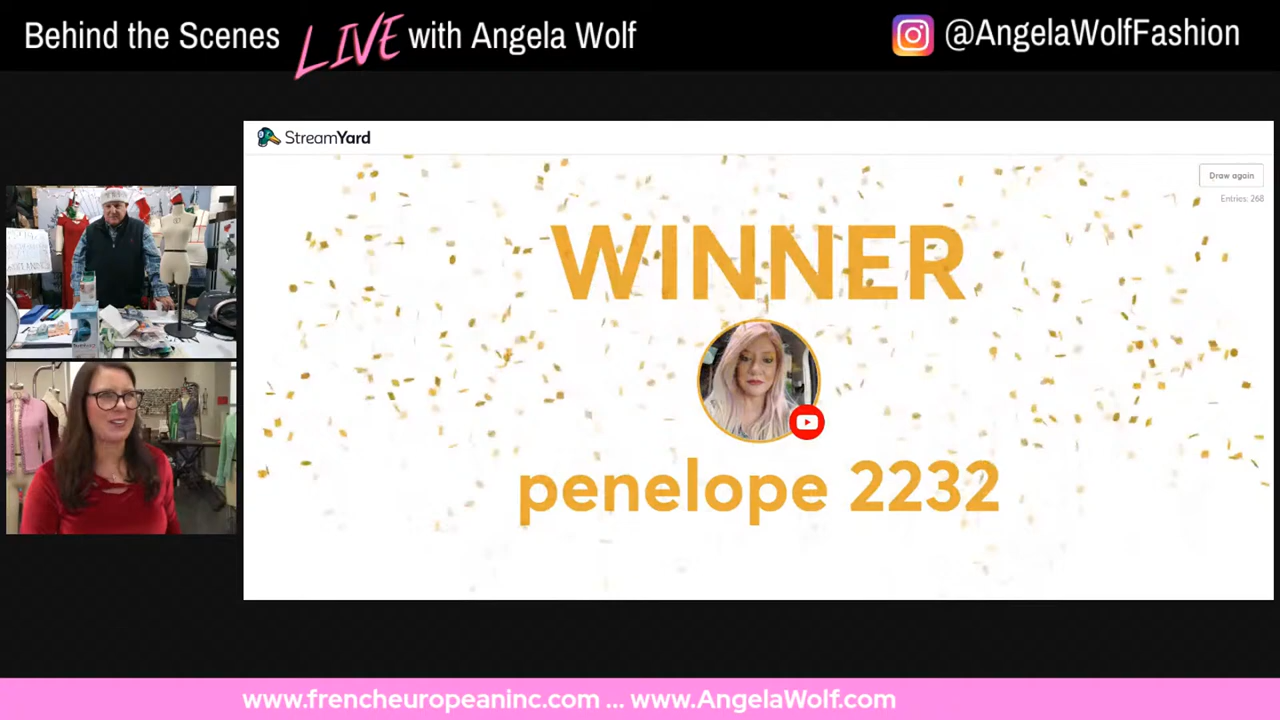 Behind the Scenes LIVE with Angela Wolf
@AngelaWolfFashion
StreamYard
Draw again
Entries: 268
WINNER
penelope 2232
www.frencheuropeaninc.com ... www.AngelaWolf.com